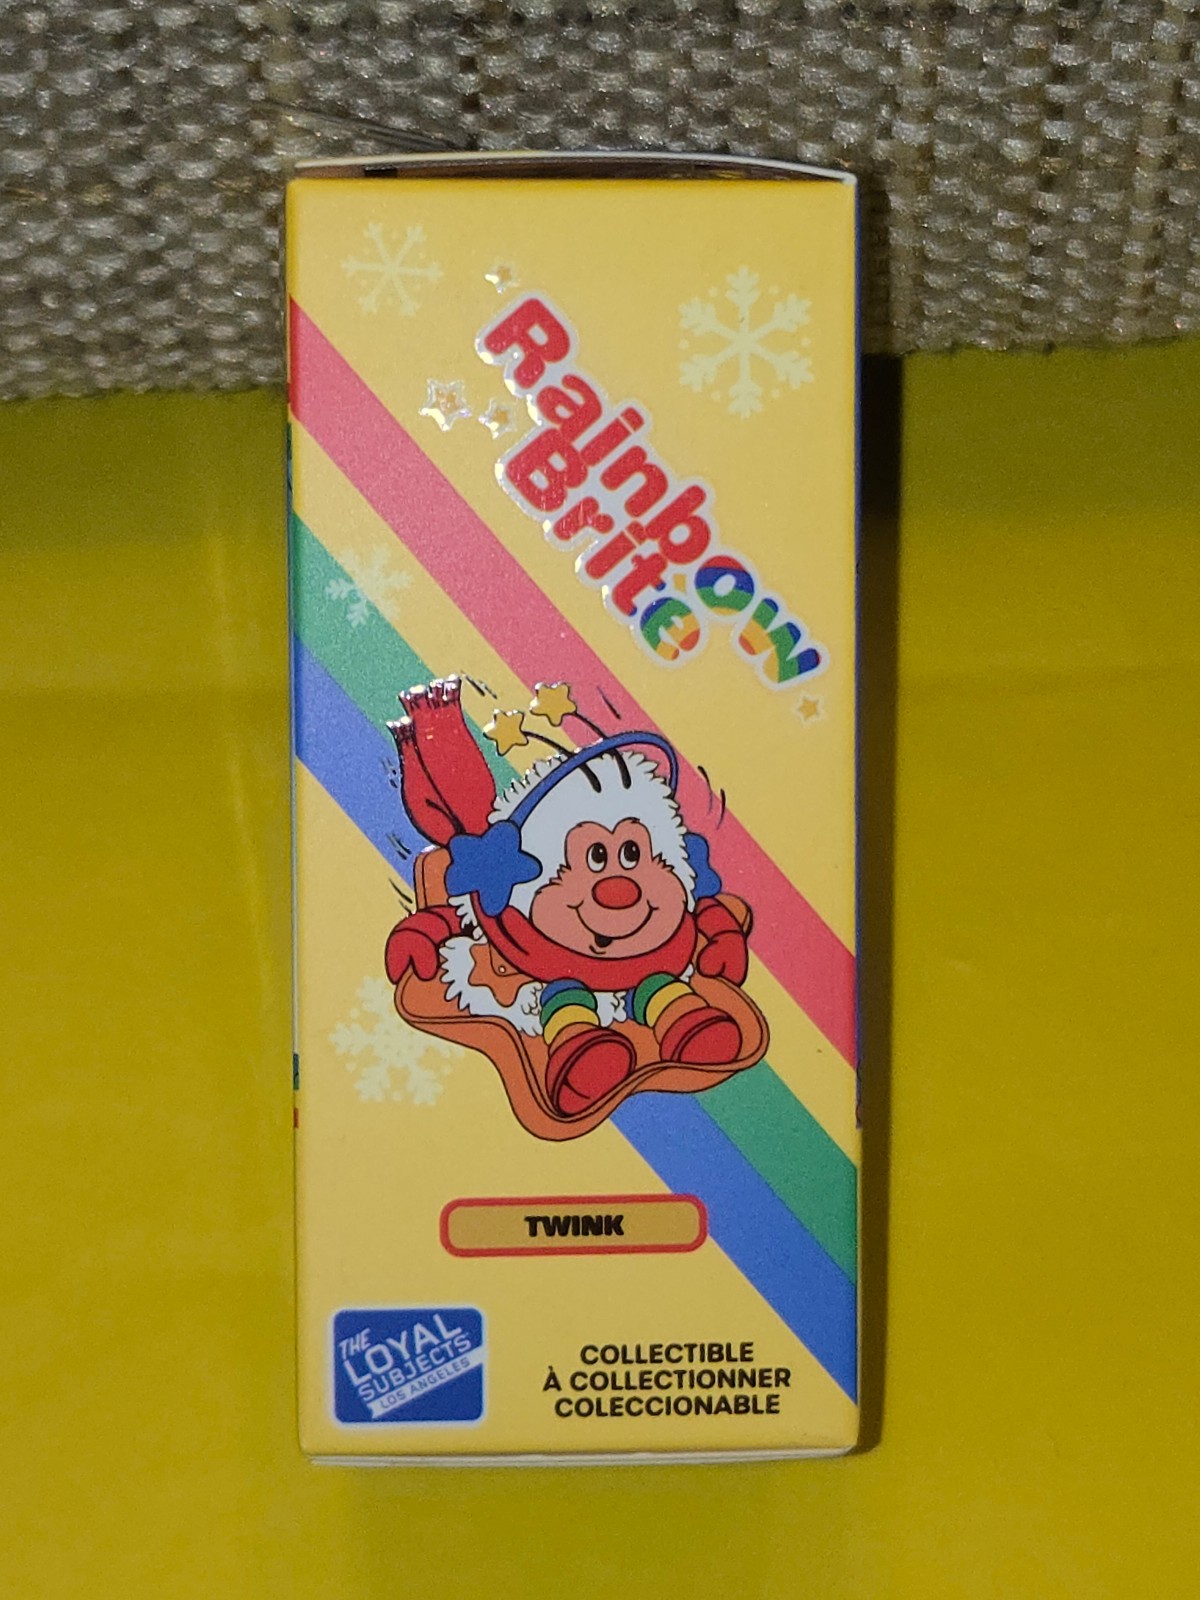 Rainbow
Brite
TWINK
THE
LOYAL
SUBJECTS
LOS ANGELES
COLLECTIBLE
À COLLECTIONNER
COLECCIONABLE